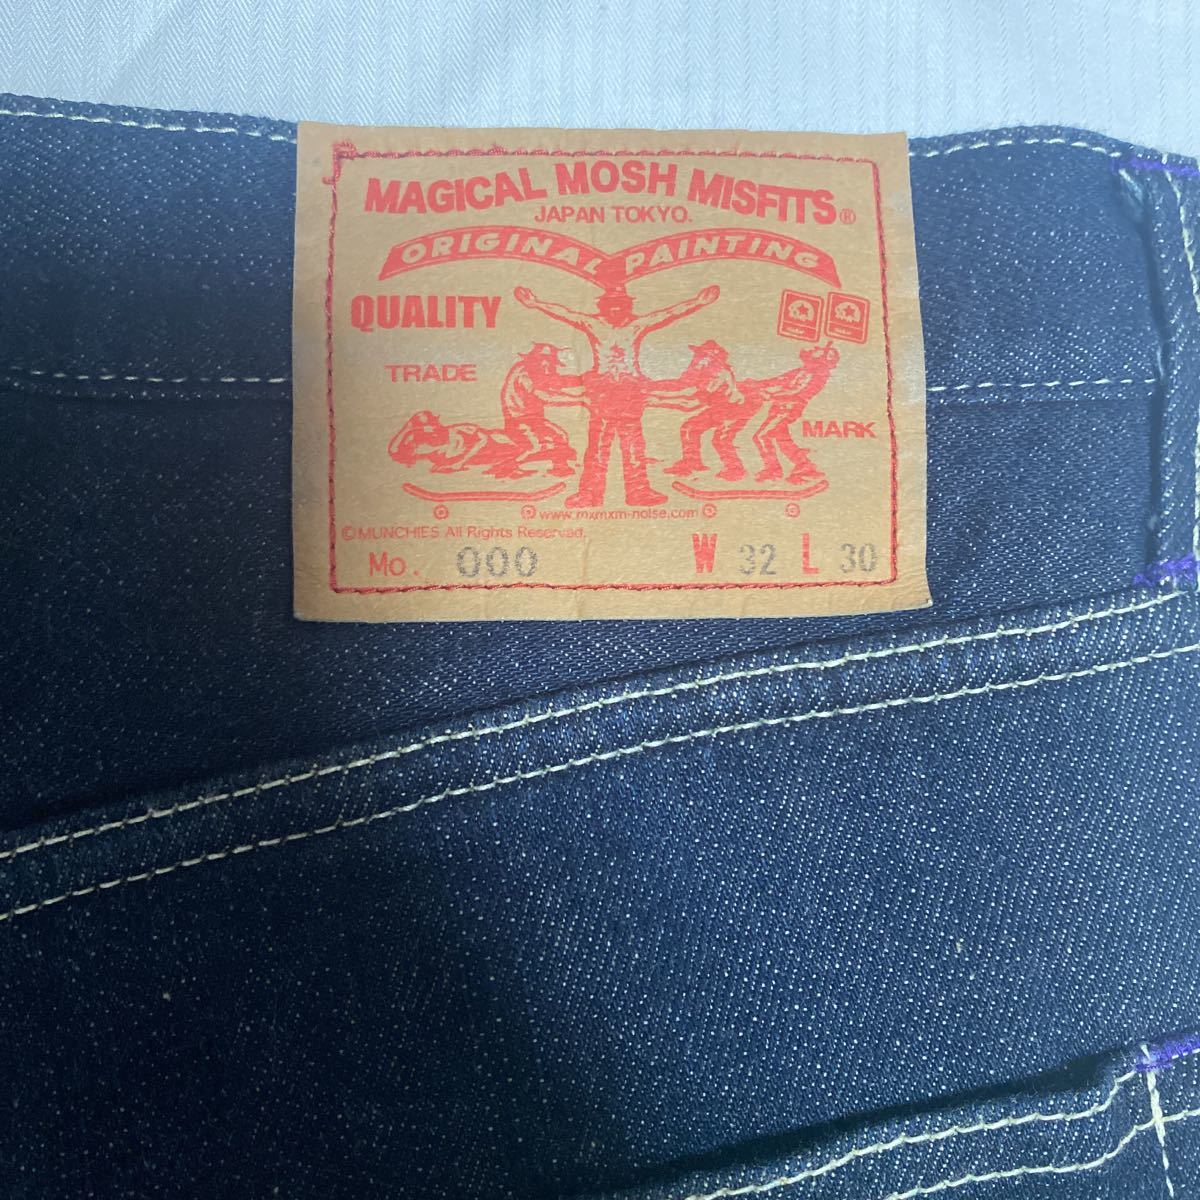 MAGICAL MOSH MISFITS®
JAPAN TOKYO.
ORIGINAL PAINTING
QUALITY
TRADE
MARK
www.mxmxm-noise.com
©MUNCHIES All Rights Reserved.
Mo. 000 W 32 L 30